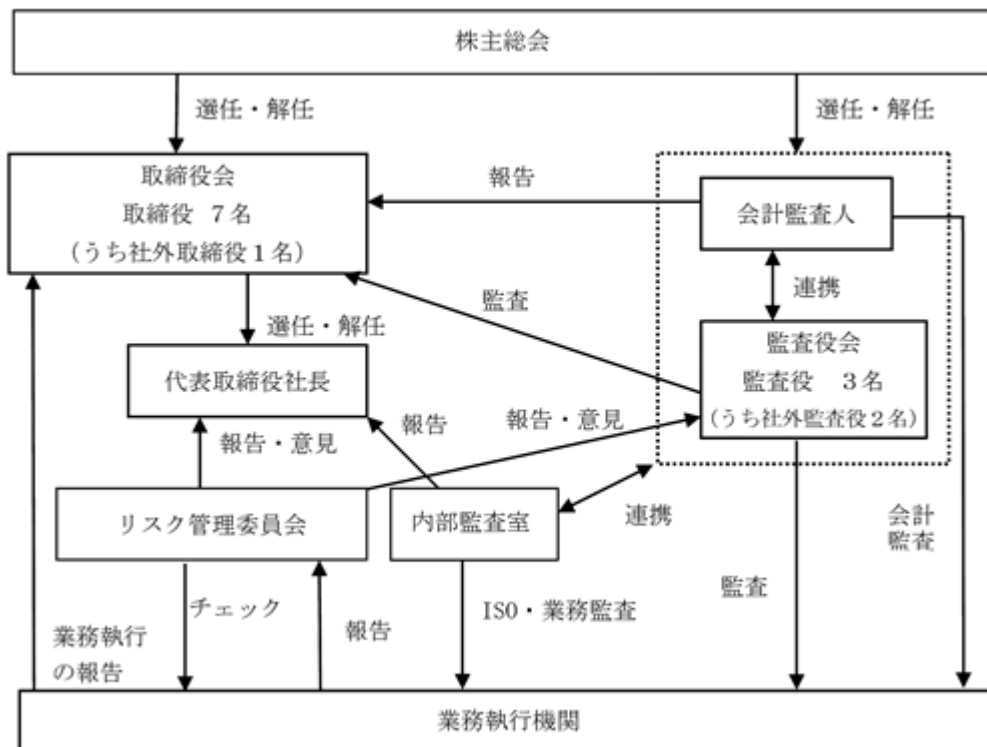 株主総会
選任・解任
選任・解任
取締役会
取締役 7名
(うち社外取締役1名)
報告
会計監査人
連携
監査
選任・解任
監査役会
監査役 3名
(うち社外監査役2名)
代表取締役社長
報告・意見
報告
報告・意見
リスク管理委員会
内部監査室
連携
会計
監査
チェック
報告
ISO・業務監査
監査
業務執行
の報告
業務執行機関